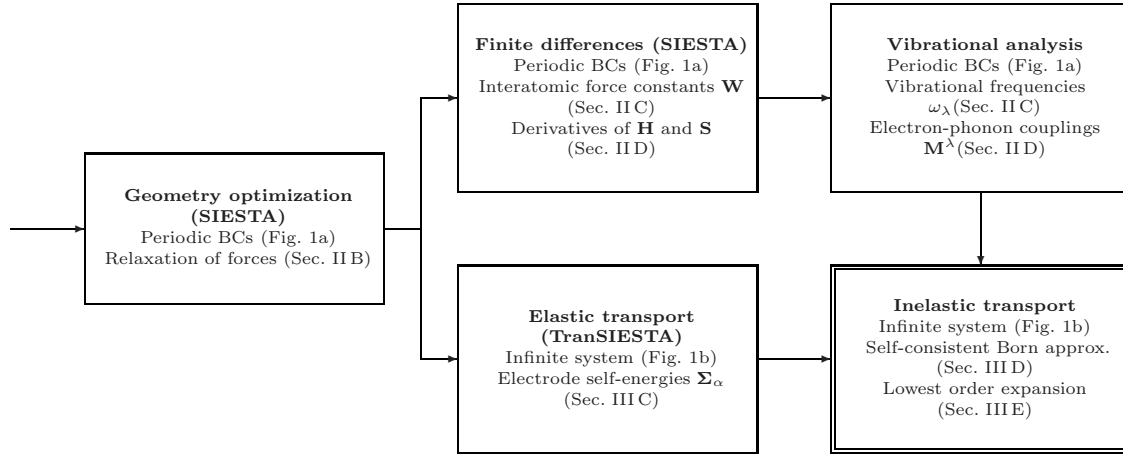 Geometry optimization
(SIESTA)
Periodic BCs (Fig. 1a)
Relaxation of forces (Sec. II B)
Finite differences (SIESTA)
Periodic BCs (Fig. 1a)
Interatomic force constants W
(Sec. II C)
Derivatives of H and S
(Sec. II D)
Vibrational analysis
Periodic BCs (Fig. 1a)
Vibrational frequencies
ω_λ(Sec. II C)
Electron-phonon couplings
M^λ(Sec. II D)
Elastic transport
(TranSIESTA)
Infinite system (Fig. 1b)
Electrode self-energies Σ_α
(Sec. III C)
Inelastic transport
Infinite system (Fig. 1b)
Self-consistent Born approx.
(Sec. III D)
Lowest order expansion
(Sec. III E)